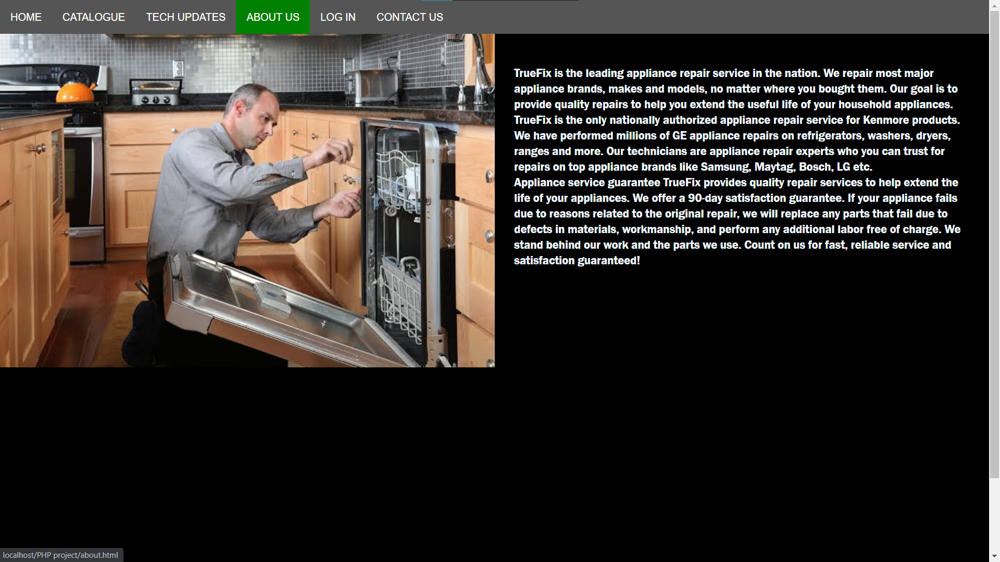 HOME CATALOGUE TECH UPDATES ABOUT US LOG IN CONTACT US
TrueFix is the leading appliance repair service in the nation. We repair most major
appliance brands, makes and models, no matter where you bought them. Our goal is to
provide quality repairs to help you extend the useful life of your household appliances.
TrueFix is the only nationally authorized appliance repair service for Kenmore products.
We have performed millions of GE appliance repairs on refrigerators, washers, dryers,
ranges and more. Our technicians are appliance repair experts who you can trust for
repairs on top appliance brands like Samsung, Maytag, Bosch, LG etc.
Appliance service guarantee TrueFix provides quality repair services to help extend the
life of your appliances. We offer a 90-day satisfaction guarantee. If your appliance fails
due to reasons related to the original repair, we will replace any parts that fail due to
defects in materials, workmanship, and perform any additional labor free of charge. We
stand behind our work and the parts we use. Count on us for fast, reliable service and
satisfaction guaranteed!
localhost/PHP project/about.html